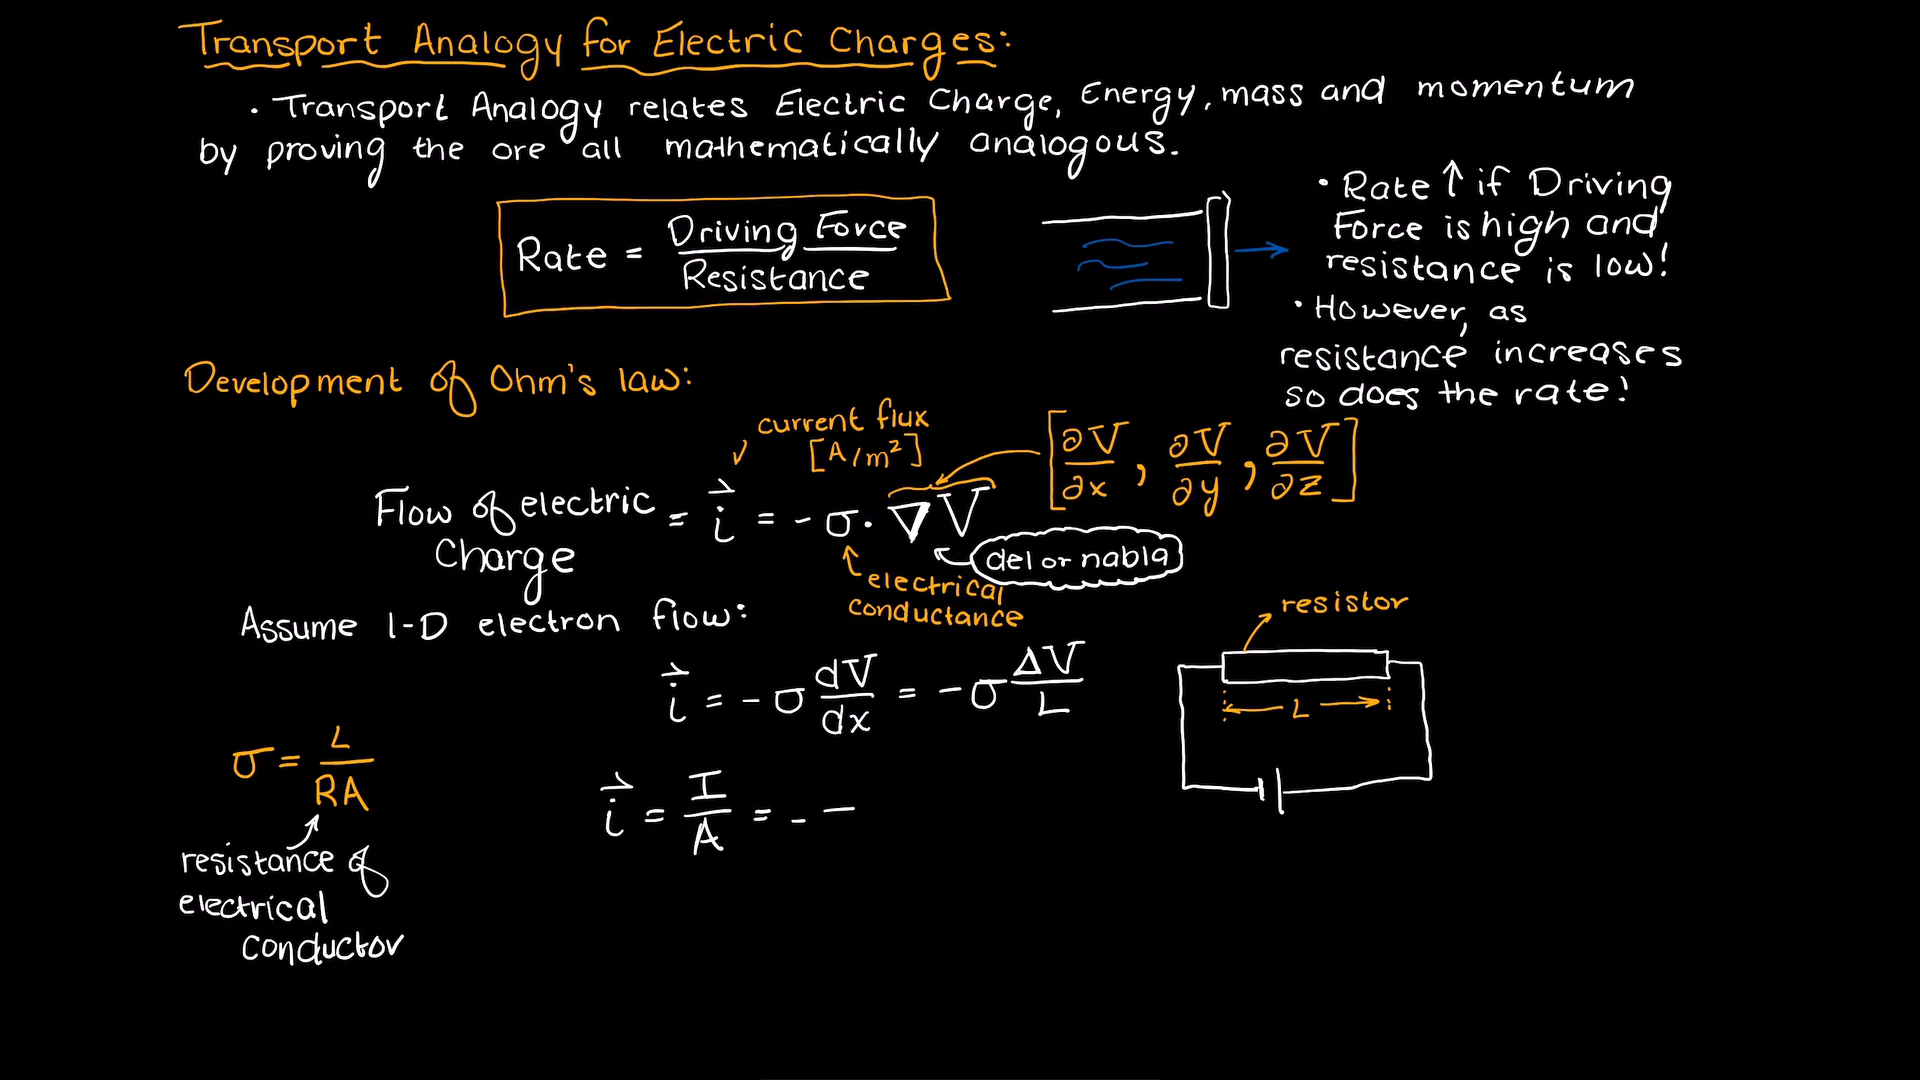 Transport Analogy for Electric Charges:
• Transport Analogy relates Electric Charge, Energy, mass and momentum
by proving the ore all mathematically analogous.
Rate = Driving Force / Resistance
• Rate ↑ if Driving
Force is high and
resistance is low!
• However, as
resistance increases
so does the rate!
Development of Ohm's law:
current flux
[A/m²]
[∂V/∂x, ∂V/∂y, ∂V/∂z]
Flow of electric
Charge
= i⃗ = - σ · ∇V
del or nabla
electrical
conductance
Assume 1-D electron flow:
i⃗ = - σ dV/dx = - σ ΔV/L
resistor
L
σ = L/RA
i⃗ = I/A = - —
resistance of
electrical
conductor